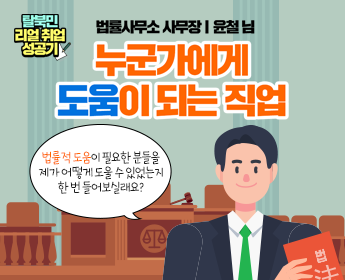 탈북민
리얼 취업
성공기
법률사무소 사무장 | 윤철 님
누군가에게
도움이 되는 직업
법률적 도움이 필요한 분들을
제가 어떻게 도울 수 있었는지
한 번 들어보실래요?
법
法